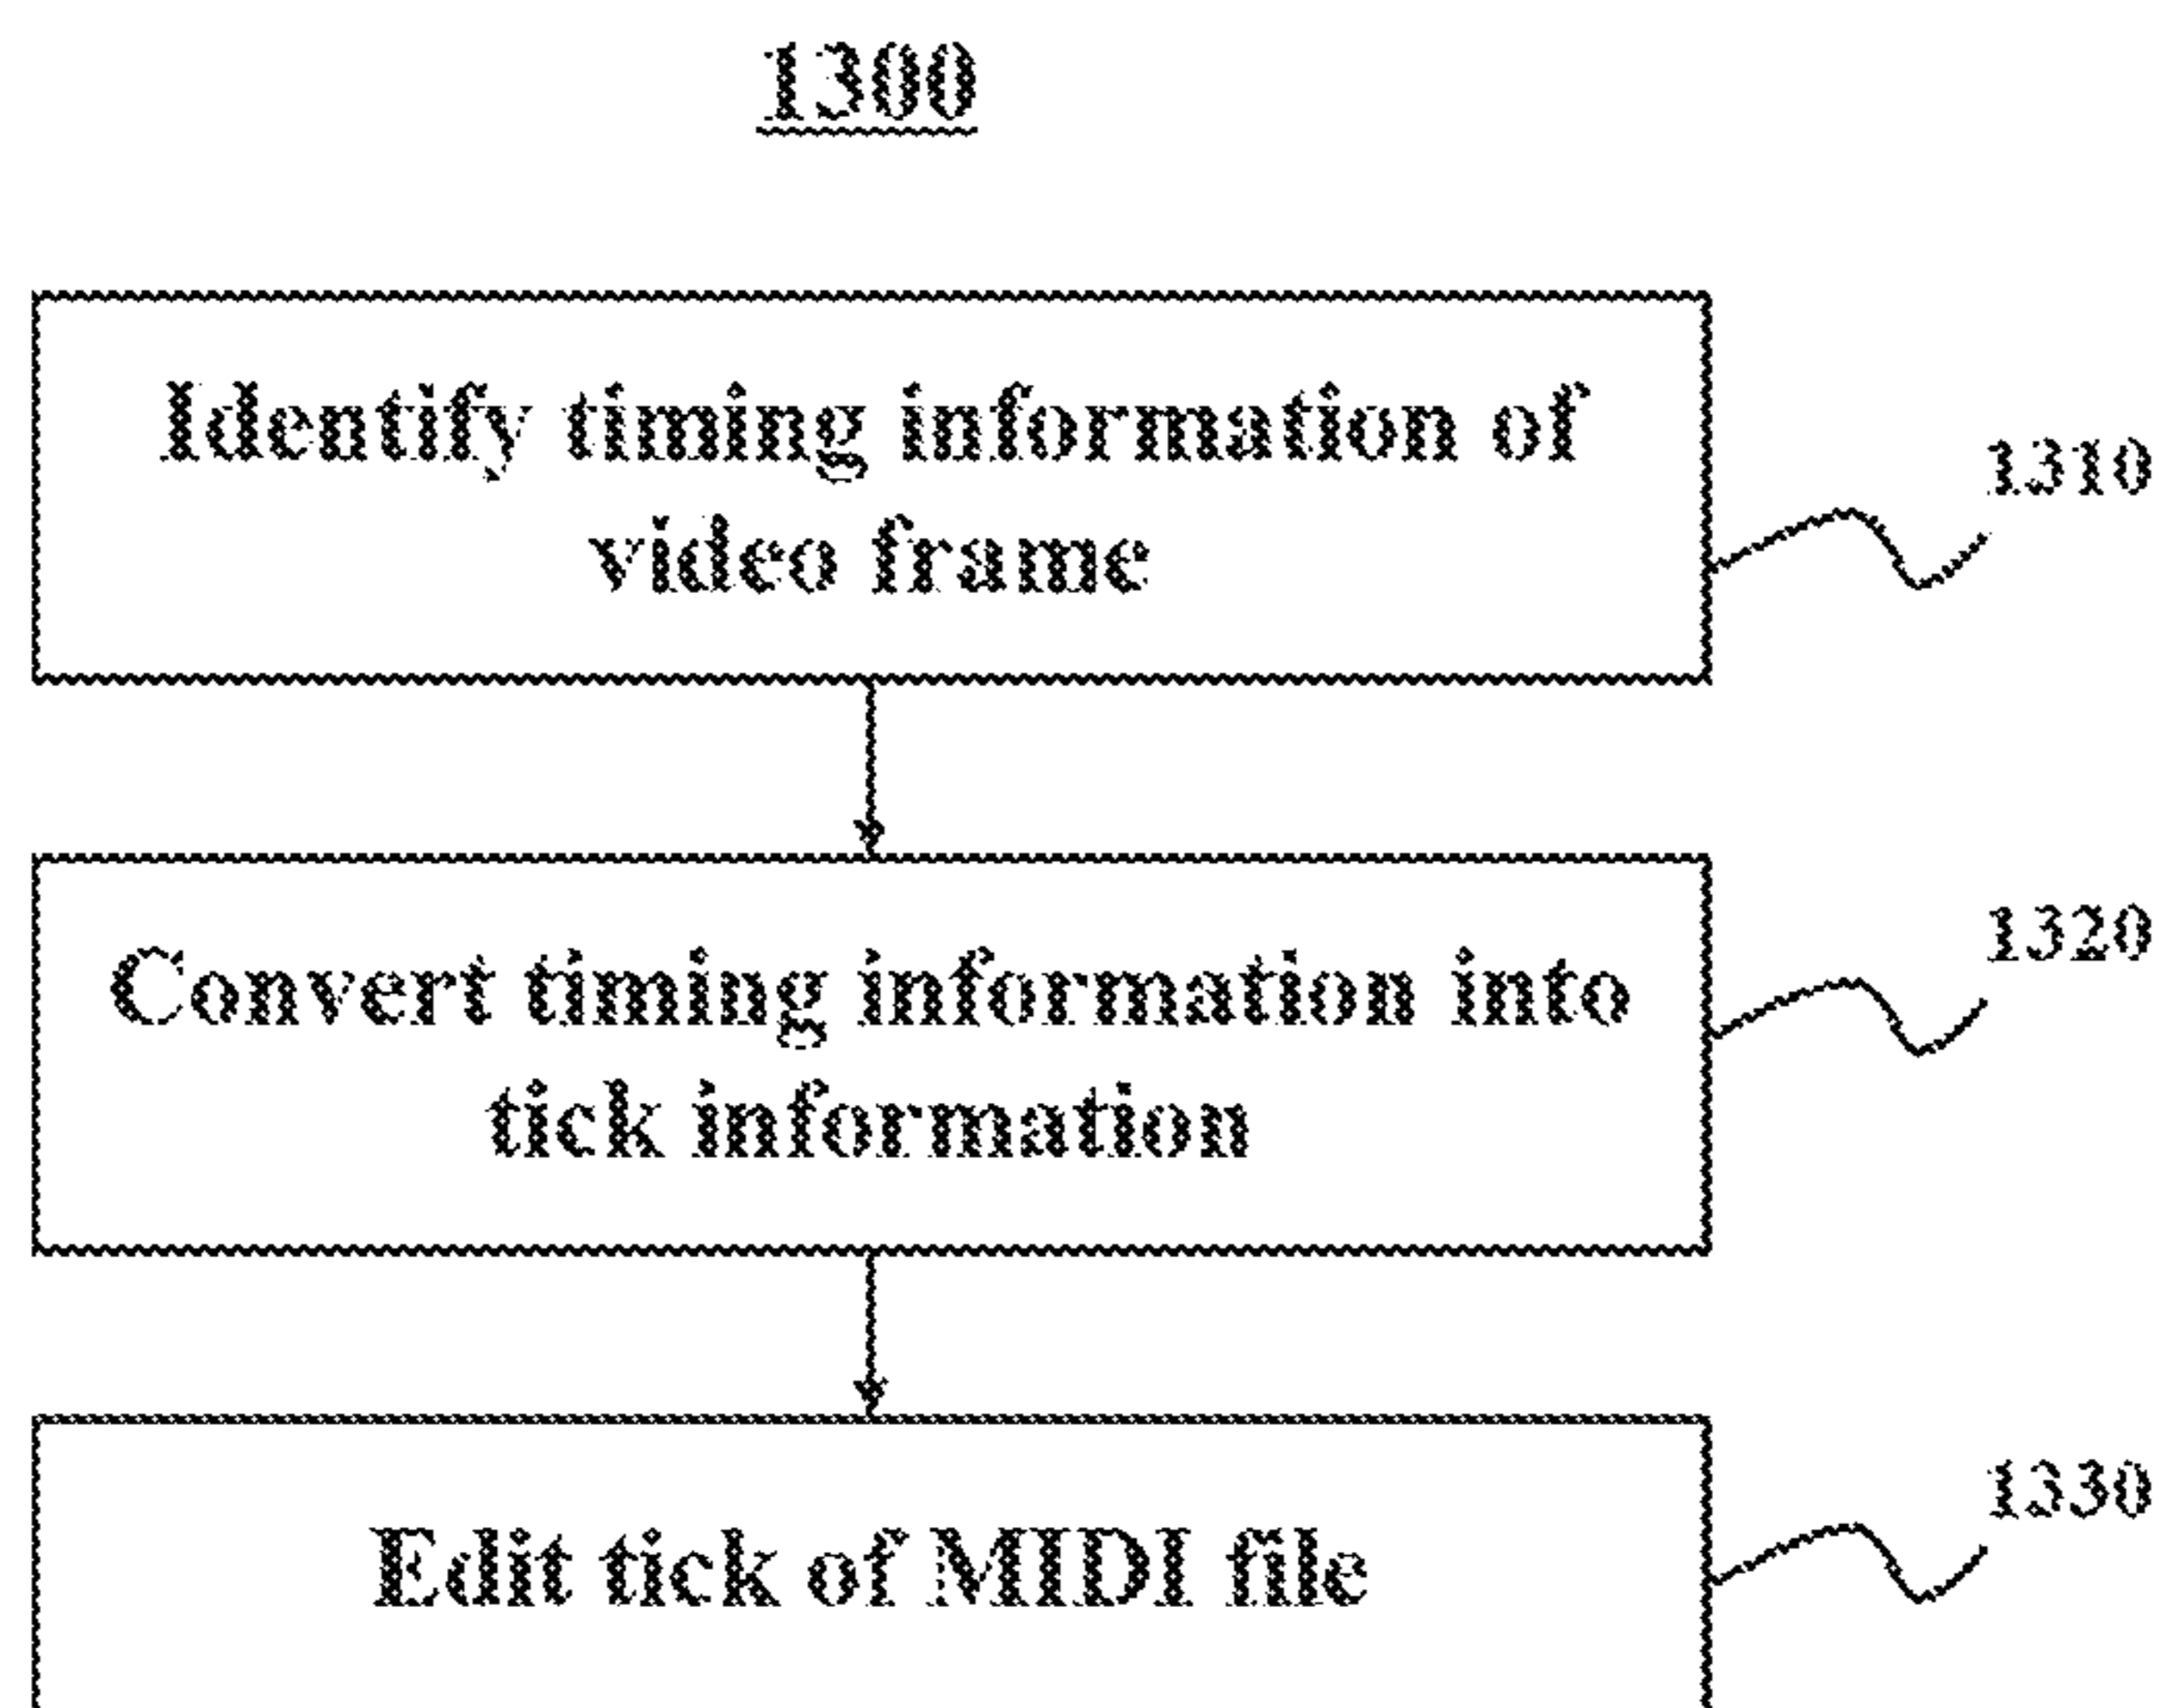 1300
Identify timing information of
video frame
1310
Convert timing information into
tick information
1320
Edit tick of MIDI file
1330